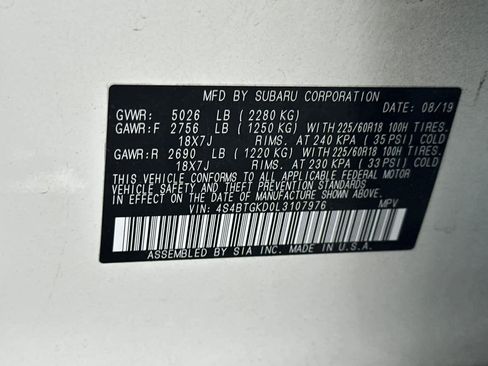 MFD BY SUBARU CORPORATION
DATE: 08/19
GVWR: 5026 LB (2280 KG)
GAWR:F 2756 LB (1250 KG) WITH 225/60R18 100H TIRES.
18X7J RIMS. AT 240 KPA (35 PSI) COLD
GAWR:R 2690 LB (1220 KG) WITH 225/60R18 100H TIRES.
18X7J RIMS. AT 230 KPA (33 PSI) COLD
THIS VEHICLE CONFORMS TO ALL APPLICABLE FEDERAL MOTOR
VEHICLE SAFETY AND THEFT PREVENTION STANDARDS IN
EFFECT ON THE DATE OF MANUFACTURE SHOWN ABOVE.
VIN: 4S4BTGKD0L3107976 MPV
ASSEMBLED BY SIA INC. MADE IN U.S.A.